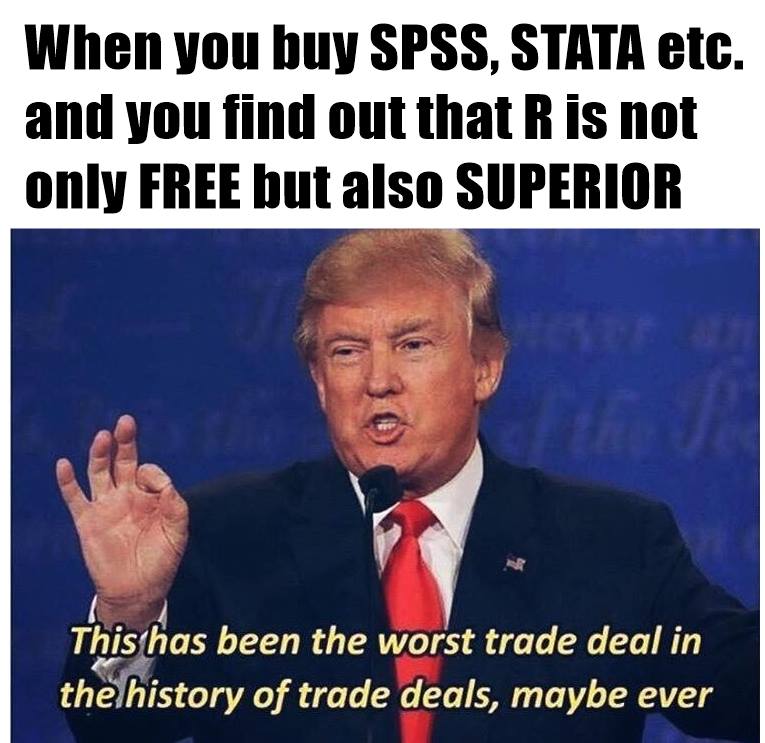 When you buy SPSS, STATA etc.
and you find out that R is not
only FREE but also SUPERIOR
This has been the worst trade deal in
the history of trade deals, maybe ever